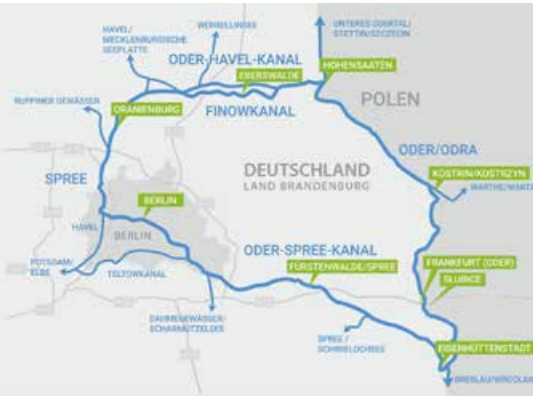 HAVEL/
MECKLENBURGISCHE
SEEPLATTE
WERBELLINSEE
UNTERES ODERTAL/
STETTIN/SZCZECIN
ODER-HAVEL-KANAL
EBERSWALDE
HOHENSAATEN
RUPPINER GEWÄSSER
ORANIENBURG
FINOWKANAL
POLEN
ODER/ODRA
DEUTSCHLAND
LAND BRANDENBURG
KÜSTRIN/KOSTRZYN
WARTHE/WARTA
SPREE
BERLIN
HAVEL
BERLIN
ODER-SPREE-KANAL
POTSDAM/
ELBE
TELTOWKANAL
FÜRSTENWALDE/SPREE
FRANKFURT (ODER)
SŁUBICE
DAHMEGEWÄSSER/
SCHARMÜTZELSEE
SPREE/
SCHWIELOCHSEE
EISENHÜTTENSTADT
BRESLAU/WROCLAW